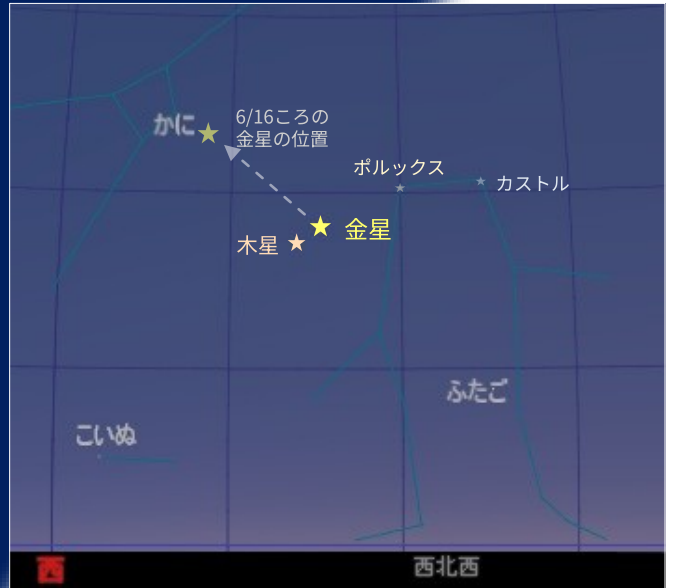 6/16ころの
金星の位置
かに
ポルックス
カストル
金星
木星
ふたご
こいぬ
西
西北西